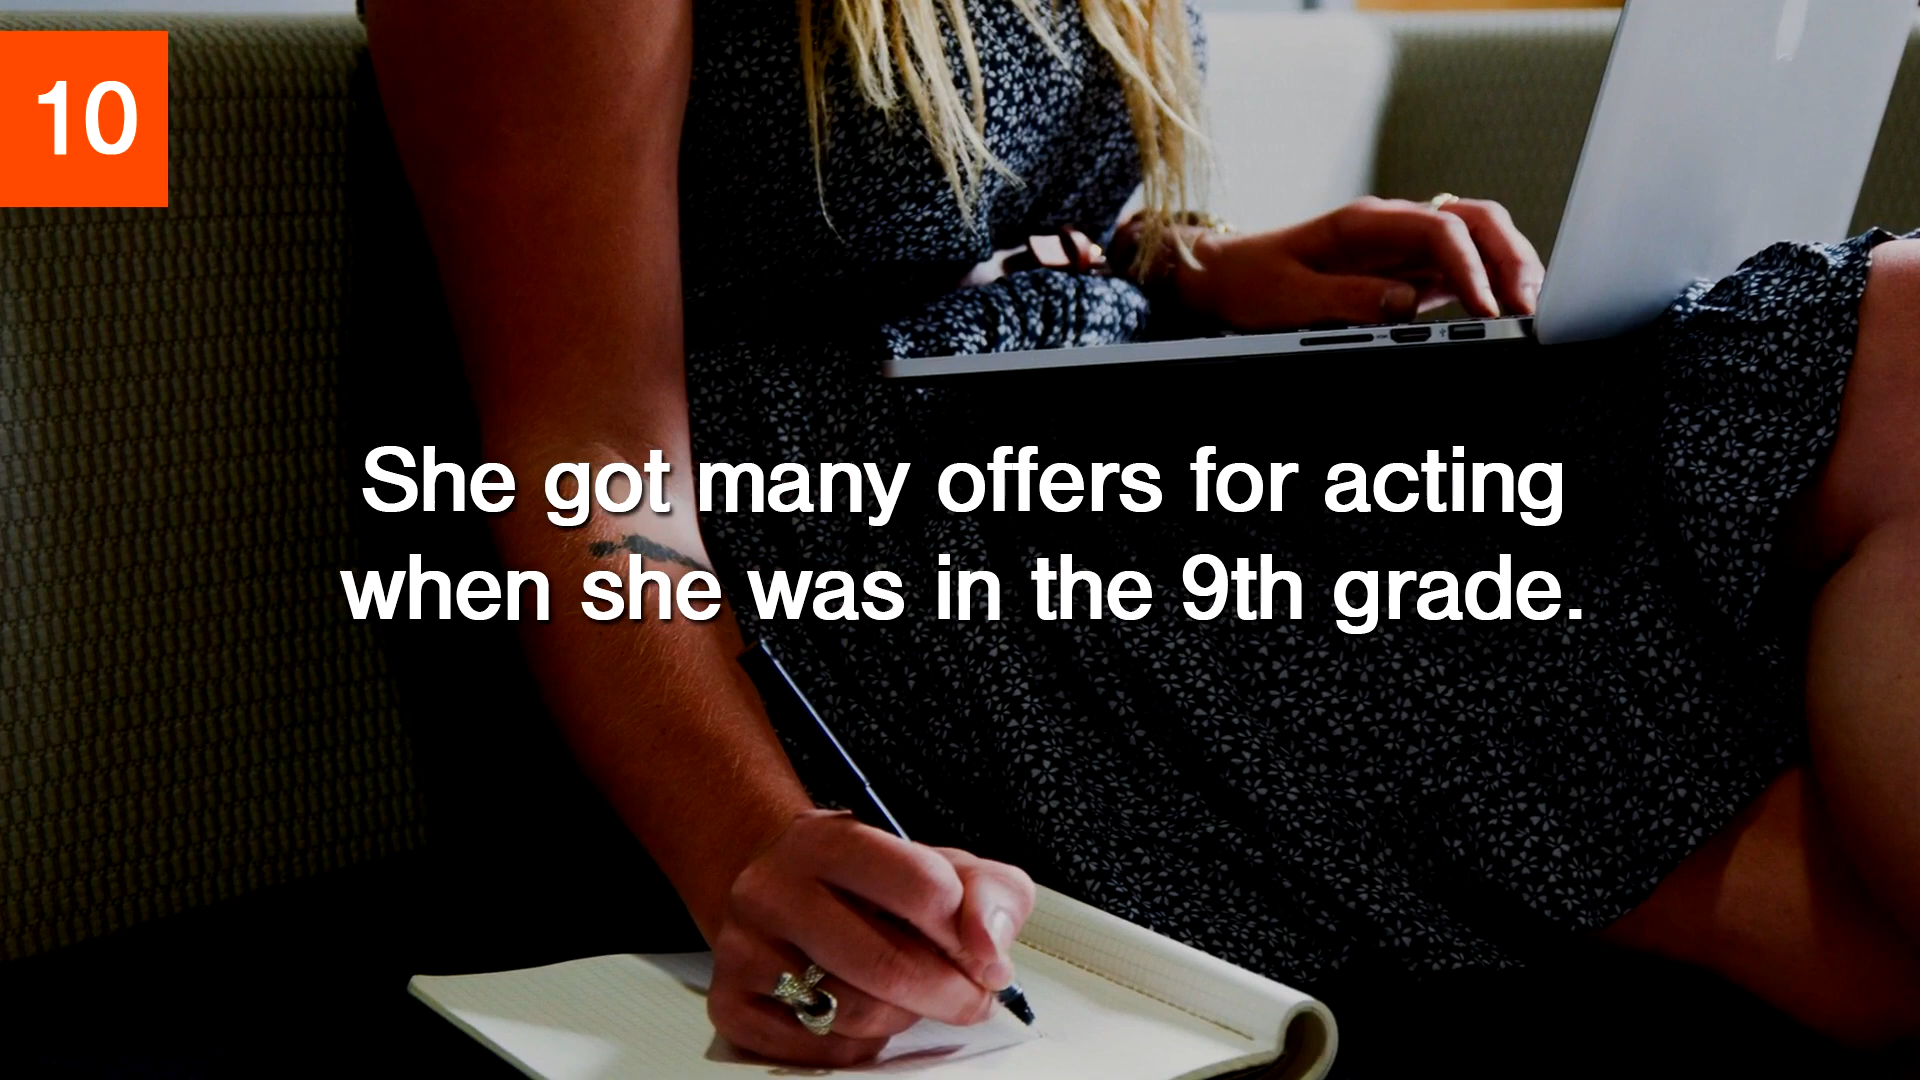 10
She got many offers for acting
when she was in the 9th grade.